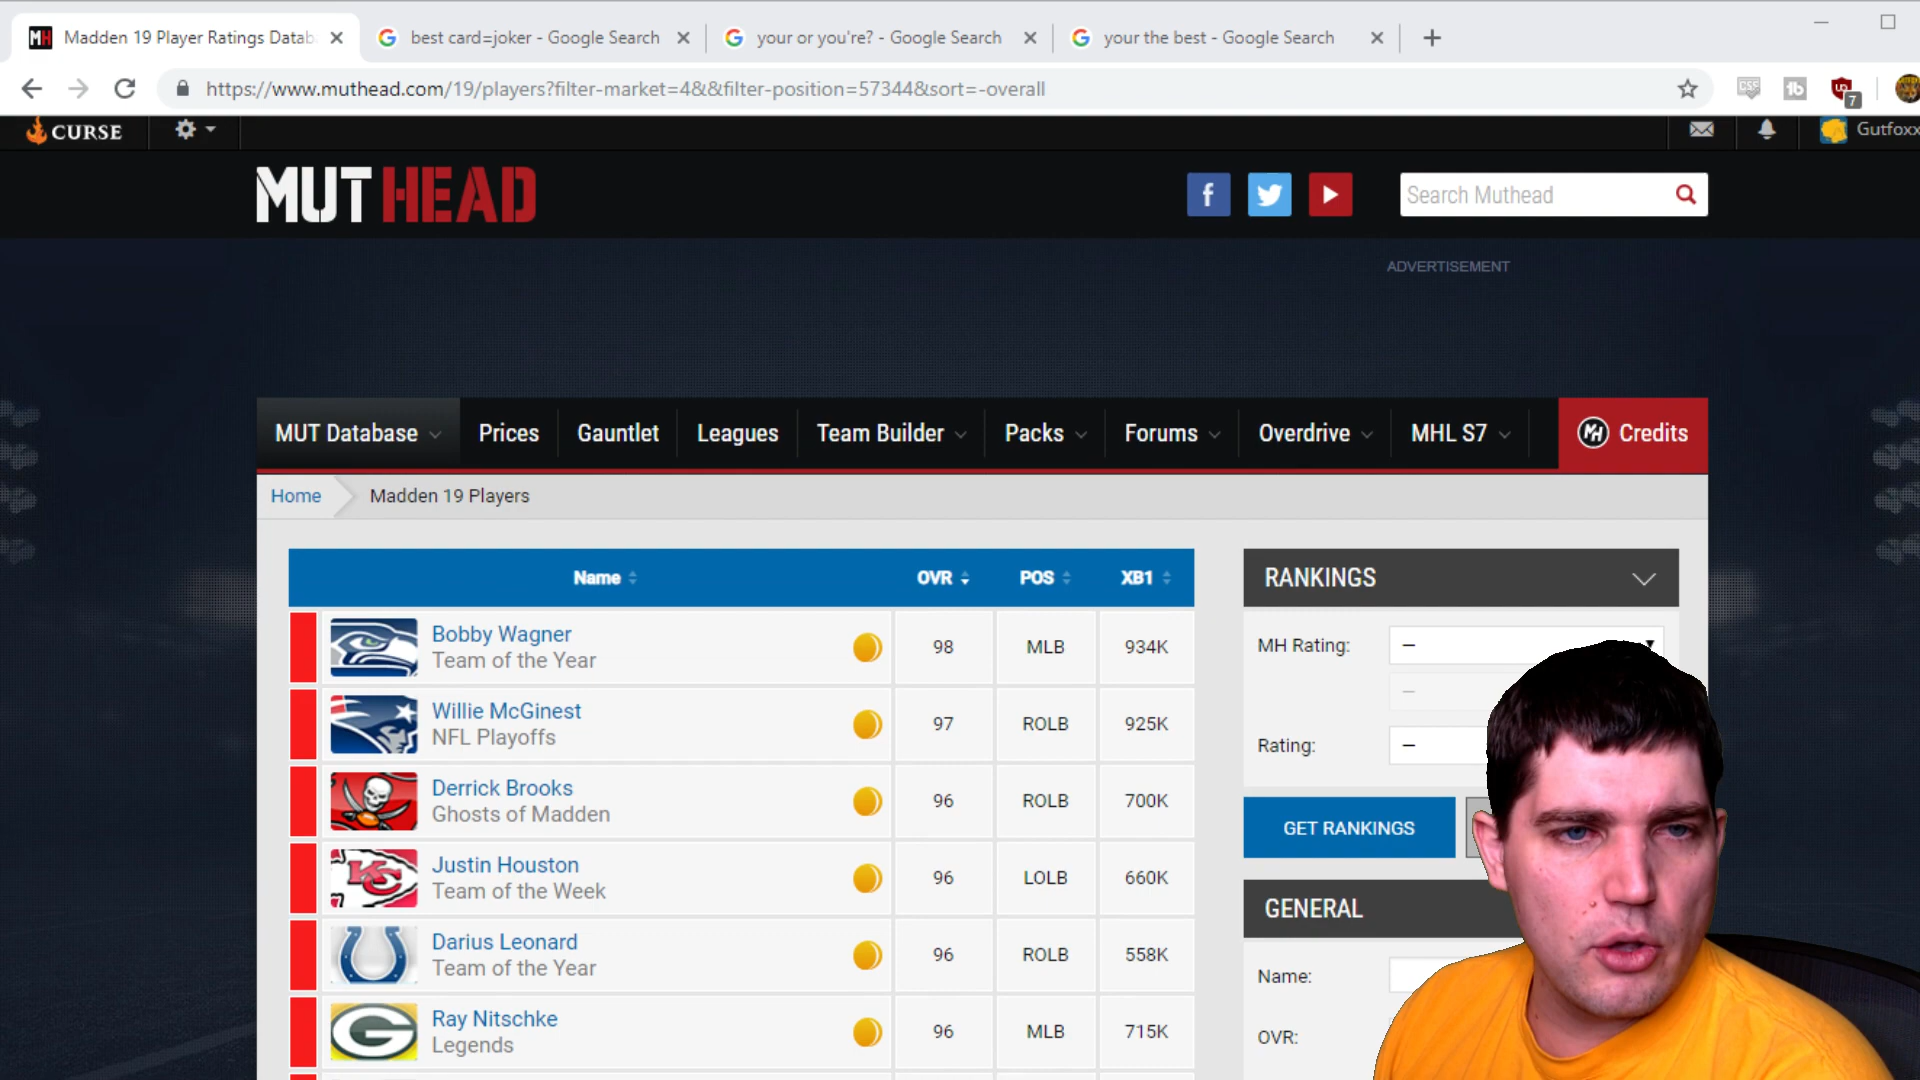 Madden 19 Player Ratings Datab
best card=joker - Google Search
your or you're? - Google Search
your the best - Google Search
https://www.muthead.com/19/players?filter-market=4&&filter-position=57344&sort=-overall
7
CURSE
Gutfoxx
MUTHEAD
Search Muthead
ADVERTISEMENT
MUT Database Prices Gauntlet Leagues Team Builder Packs Forums Overdrive MHL S7 MH Credits
Home Madden 19 Players
Name OVR POS XB1
Bobby Wagner
Team of the Year
98 MLB 934K
Willie McGinest
NFL Playoffs
97 ROLB 925K
Derrick Brooks
Ghosts of Madden
96 ROLB 700K
Justin Houston
Team of the Week
96 LOLB 660K
Darius Leonard
Team of the Year
96 ROLB 558K
Ray Nitschke
Legends
96 MLB 715K
RANKINGS
MH Rating: –
–
Rating: –
GET RANKINGS
GENERAL
Name:
OVR: